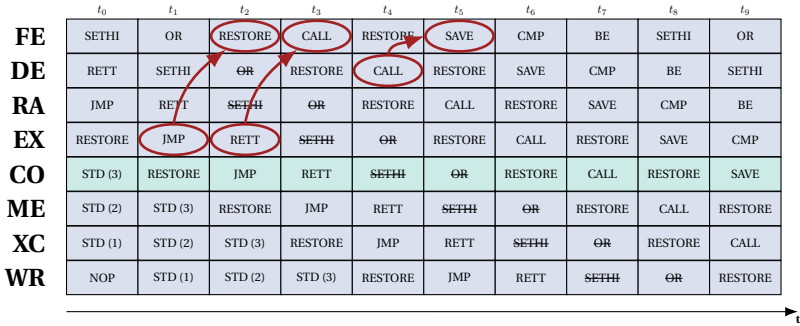 t0 t1 t2 t3 t4 t5 t6 t7 t8 t9
FE SETHI OR RESTORE CALL RESTORE SAVE CMP BE SETHI OR
DE RETT SETHI OR RESTORE CALL RESTORE SAVE CMP BE SETHI
RA JMP RETT SETHI OR RESTORE CALL RESTORE SAVE CMP BE
EX RESTORE JMP RETT SETHI OR RESTORE CALL RESTORE SAVE CMP
CO STD (3) RESTORE JMP RETT SETHI OR RESTORE CALL RESTORE SAVE
ME STD (2) STD (3) RESTORE JMP RETT SETHI OR RESTORE CALL RESTORE
XC STD (1) STD (2) STD (3) RESTORE JMP RETT SETHI OR RESTORE CALL
WR NOP STD (1) STD (2) STD (3) RESTORE JMP RETT SETHI OR RESTORE
t